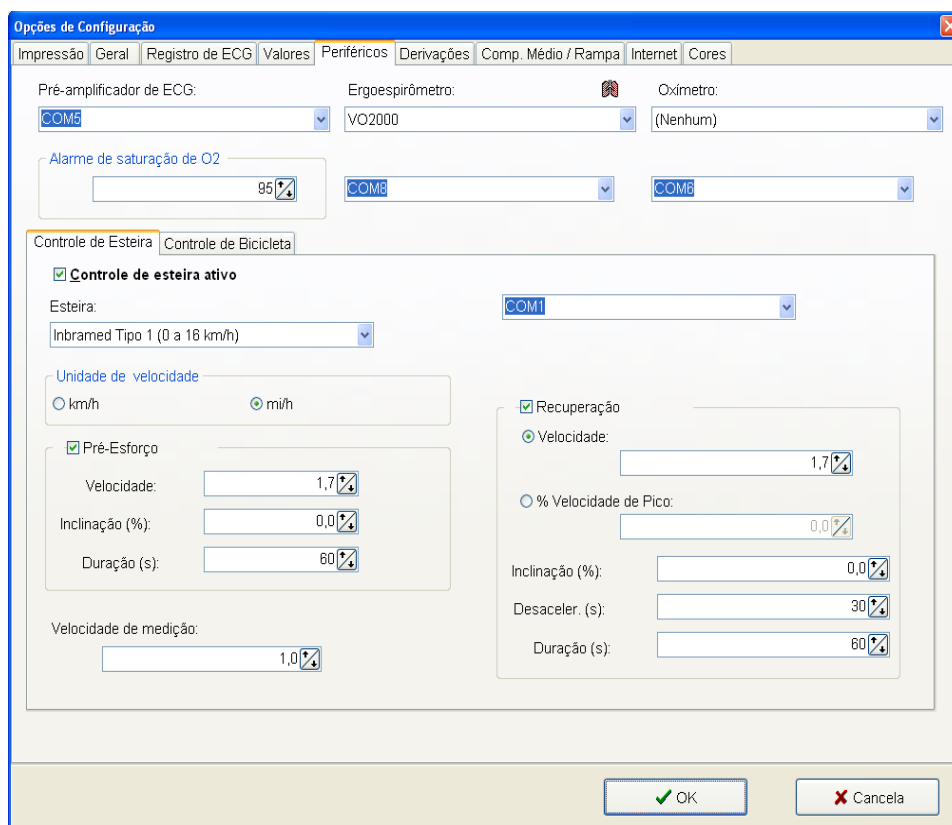 Opções de Configuração
Impressão Geral Registro de ECG Valores Periféricos Derivações Comp. Médio / Rampa Internet Cores
Pré-amplificador de ECG: Ergoespirômetro: Oxímetro:
COM5 VO2000 (Nenhum)
Alarme de saturação de O2
95 COM8 COM6
Controle de Esteira Controle de Bicicleta
Controle de esteira ativo
Esteira: COM1
Inbramed Tipo 1 (0 a 16 km/h)
Unidade de velocidade
km/h mi/h
Pré-Esforço
Velocidade: 1,7
Inclinação (%): 0,0
Duração (s): 60
Velocidade de medição:
1,0
Recuperação
Velocidade:
1,7
% Velocidade de Pico:
0,0
Inclinação (%): 0,0
Desaceler. (s): 30
Duração (s): 60
OK Cancela